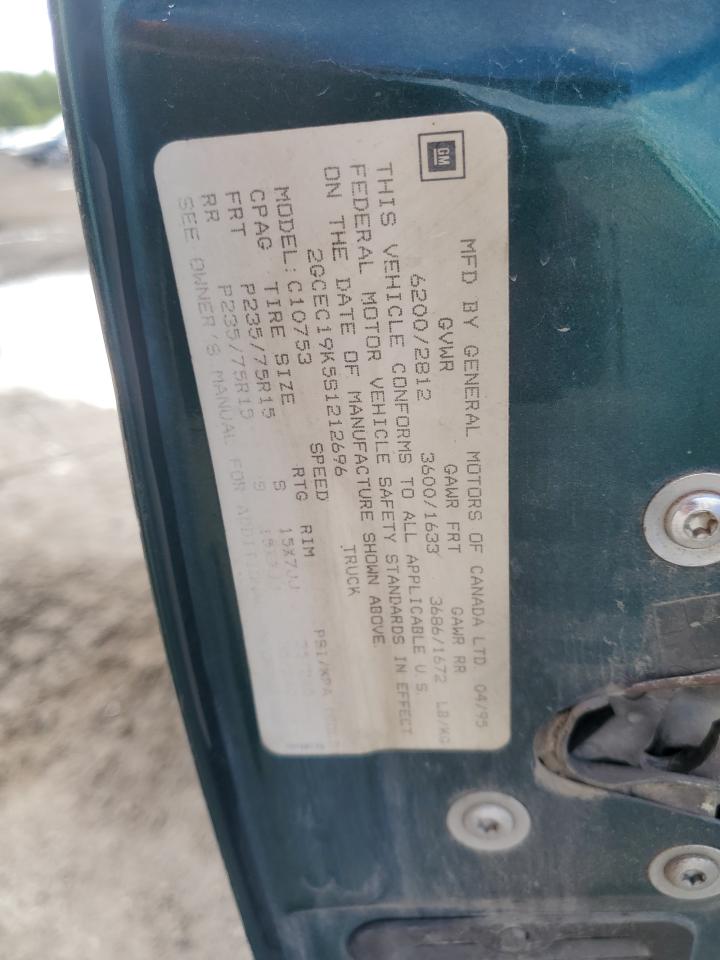 GM
MFD BY GENERAL MOTORS OF CANADA LTD 04/95
GVWR GAWR FRT GAWR RR
6200/2812 3600/1633 3686/1672 LB/KG
THIS VEHICLE CONFORMS TO ALL APPLICABLE U.S.
FEDERAL MOTOR VEHICLE SAFETY STANDARDS IN EFFECT
ON THE DATE OF MANUFACTURE SHOWN ABOVE.
2GCEC19K5S1212696 TRUCK
MODEL: C10753 SPEED
CPAG TIRE SIZE RTG RIM PSI/KPA
FRT P235/75R15 S 15X7JJ
RR P235/75R15 S
SEE OWNER'S MANUAL FOR